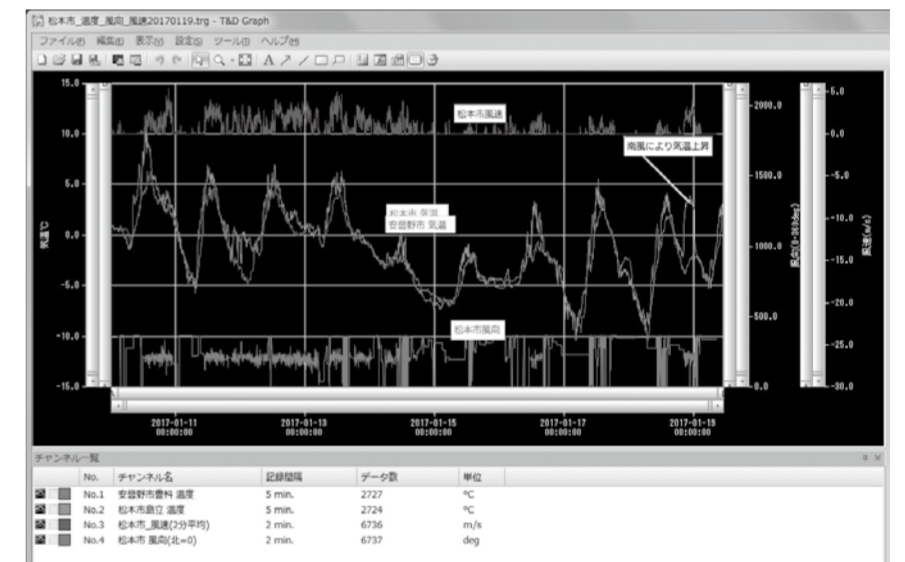 松本市_温度_風向_風速20170119.trg - T&D Graph
ファイル(F) 編集(E) 表示(V) 設定(S) ツール(T) ヘルプ(H)
15.0
10.0
5.0
0.0
-5.0
-10.0
-15.0
気温℃
松本市風速
南風により気温上昇
松本市 気温
安曇野市 気温
松本市風向
2000.0
1500.0
1000.0
500.0
0.0
風向(0-360deg)
5.0
0.0
-5.0
-10.0
-15.0
-20.0
-25.0
-30.0
風速(m/s)
2017-01-11 00:00:00
2017-01-13 00:00:00
2017-01-15 00:00:00
2017-01-17 00:00:00
2017-01-19 00:00:00
チャンネル一覧
No. チャンネル名 記録間隔 データ数 単位
No.1 安曇野市豊科 温度 5 min. 2727 °C
No.2 松本市島立 温度 5 min. 2724 °C
No.3 松本市_風速(2分平均) 2 min. 6736 m/s
No.4 松本市 風向(北=0) 2 min. 6737 deg